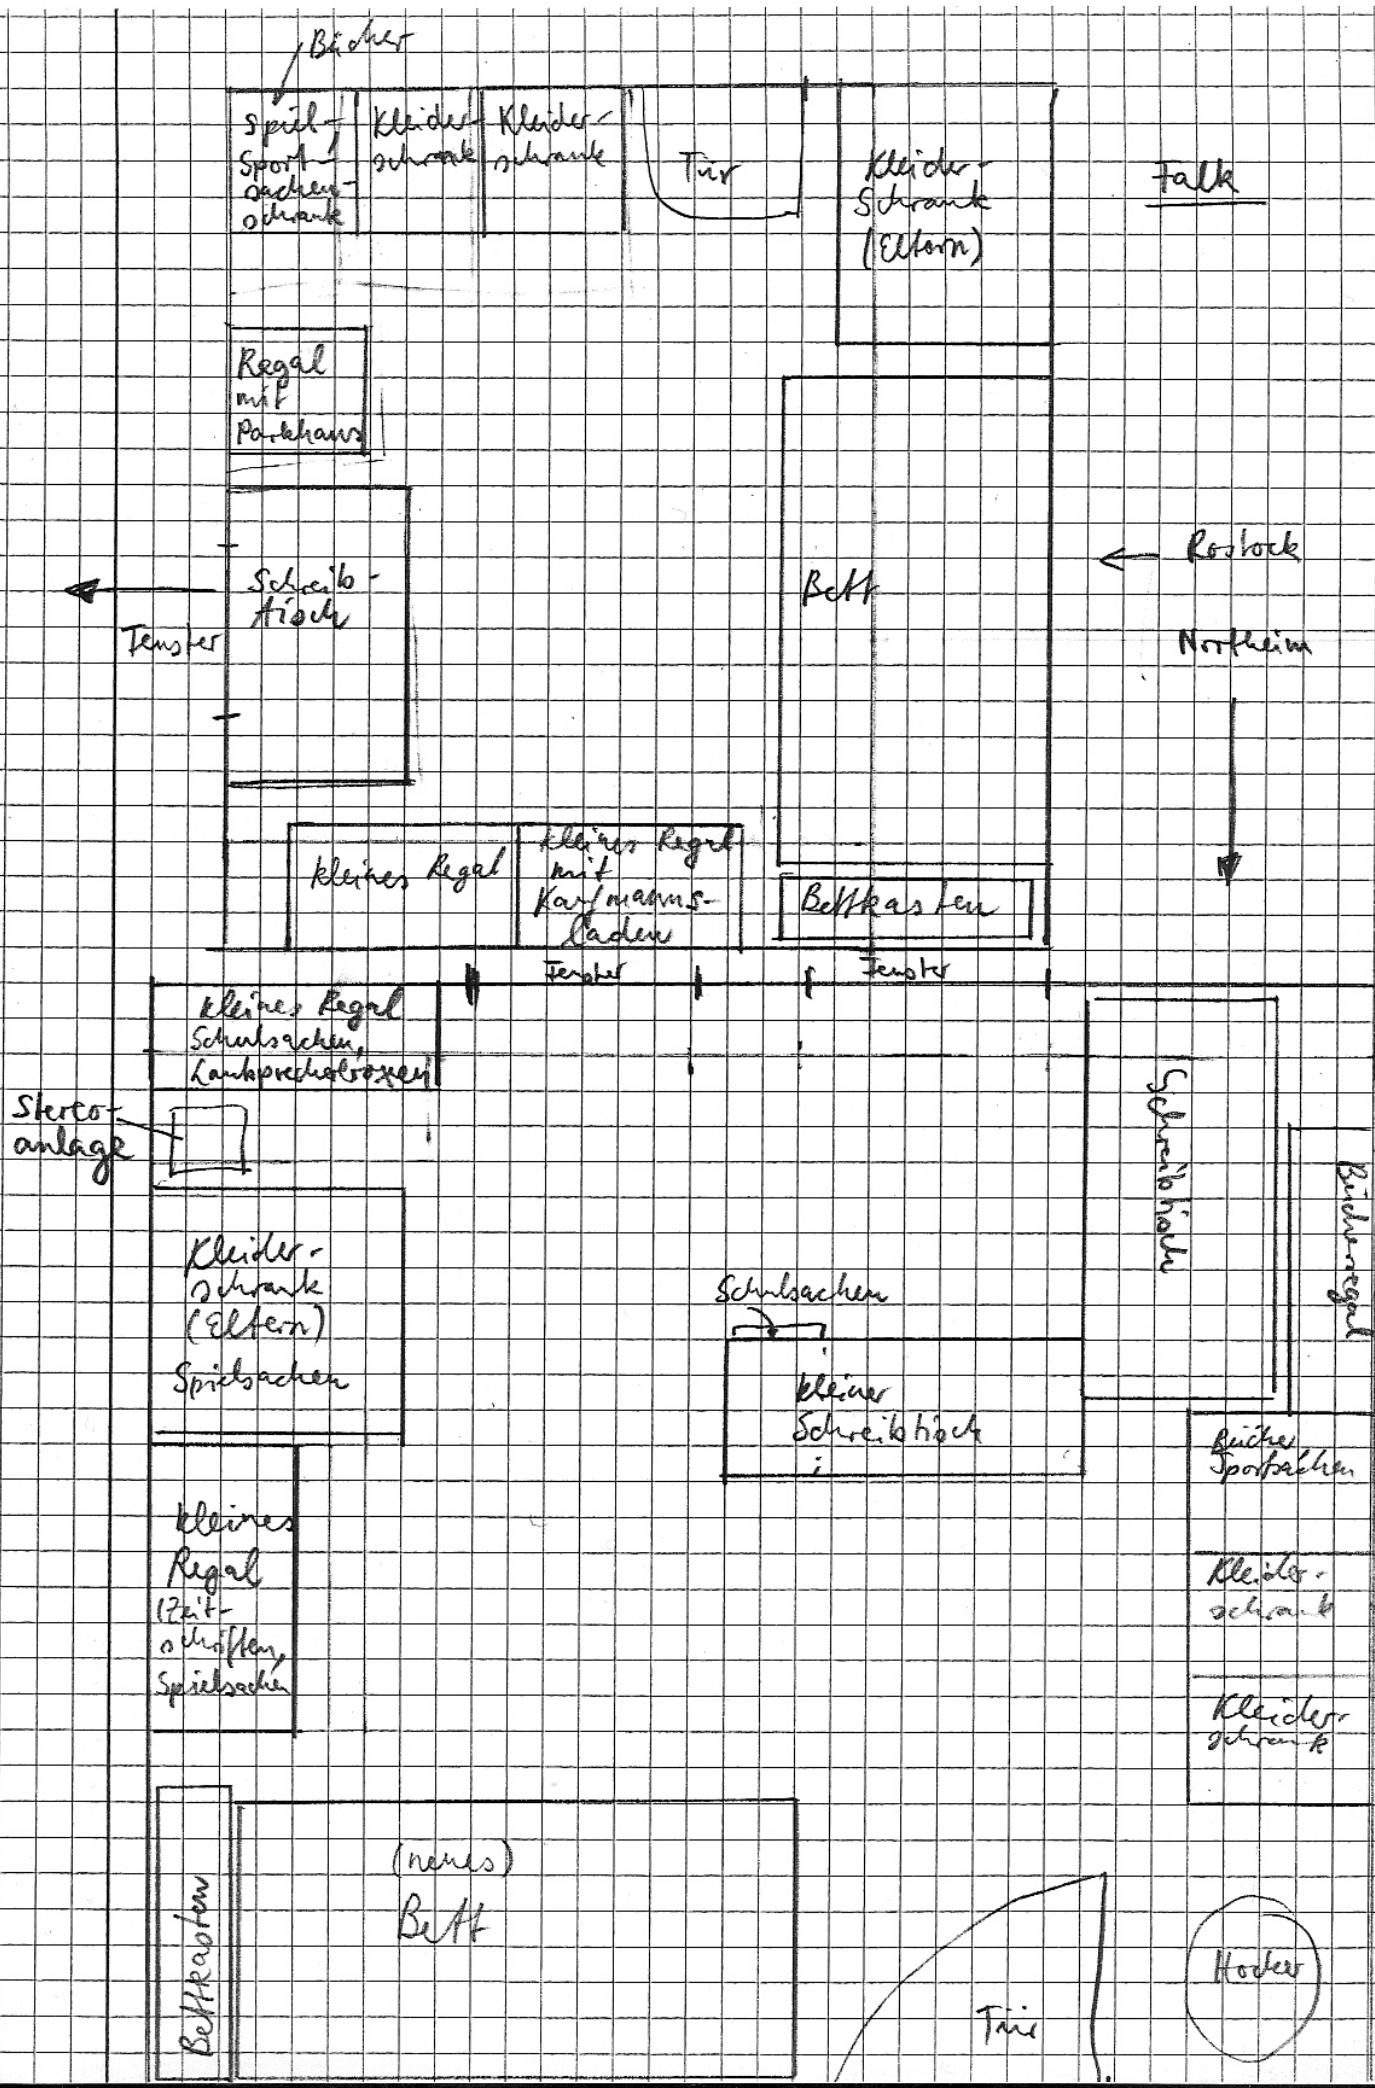 Bücher
Spiel-
Sport-
sachen-
schrank
Kleider-
schrank
Kleider-
schrank
Tür
Kleider-
Schrank
(Eltern)
Falk
Regal
mit
Parkhaus
Schreib-
tisch
Fenster
Bett
Rostock
Northeim
kleines Regal
kleines Regal
mit
Kaufmanns-
laden
Bettkasten
Fenster
Fenster
kleines Regal
Schulsachen,
Lautsprecherboxen
Stereo-
anlage
Kleider-
schrank
(Eltern)
Spielsachen
Schreibtisch
Bücherregal
Schulsachen
kleiner
Schreibtisch
Bücher
Sportsachen
Kleider-
schrank
Kleider-
schrank
kleines
Regal
(Zeit-
schriften,
Spielsachen
Bettkasten
(neues)
Bett
Tür
Hocker